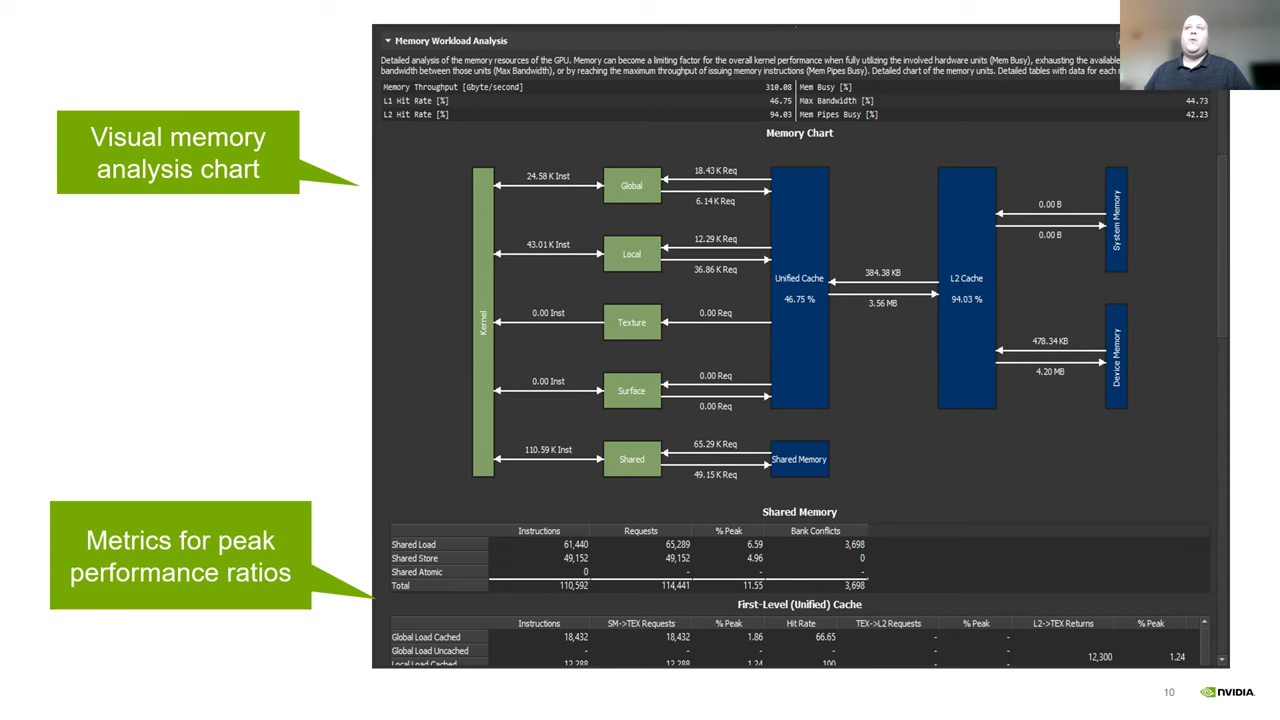 Memory Workload Analysis
Detailed analysis of the memory resources of the GPU. Memory can become a limiting factor for the overall kernel performance when fully utilizing the involved hardware units (Mem Busy), exhausting the available
bandwidth between those units (Max Bandwidth), or by reaching the maximum throughput of issuing memory instructions (Mem Pipes Busy). Detailed chart of the memory units. Detailed tables with data for each
Memory Throughput [Gbyte/second] 310.08 Mem Busy [%]
L1 Hit Rate [%] 46.75 Max Bandwidth [%] 44.73
L2 Hit Rate [%] 94.03 Mem Pipes Busy [%] 42.23
Visual memory
analysis chart
Memory Chart
Kernel
24.58 K Inst
Global
18.43 K Req
6.14 K Req
43.01 K Inst
Local
12.29 K Req
36.86 K Req
0.00 Inst
Texture
0.00 Req
0.00 Inst
Surface
0.00 Req
0.00 Req
110.59 K Inst
Shared
65.29 K Req
49.15 K Req
Unified Cache
46.75 %
Shared Memory
384.38 KB
3.56 MB
L2 Cache
94.03 %
0.00 B
0.00 B
System Memory
478.34 KB
4.20 MB
Device Memory
Metrics for peak
performance ratios
Shared Memory
Instructions Requests % Peak Bank Conflicts
Shared Load 61,440 65,289 6.59 3,698
Shared Store 49,152 49,152 4.96 0
Shared Atomic 0 - - -
Total 110,592 114,441 11.55 3,698
First-Level (Unified) Cache
Instructions SM->TEX Requests % Peak Hit Rate TEX->L2 Requests % Peak L2->TEX Returns % Peak
Global Load Cached 18,432 18,432 1.86 66.65 - -
Global Load Uncached - - - - - - 12,300 1.24
Local Load Cached 12,288 12,288 1.24 100
10
NVIDIA.